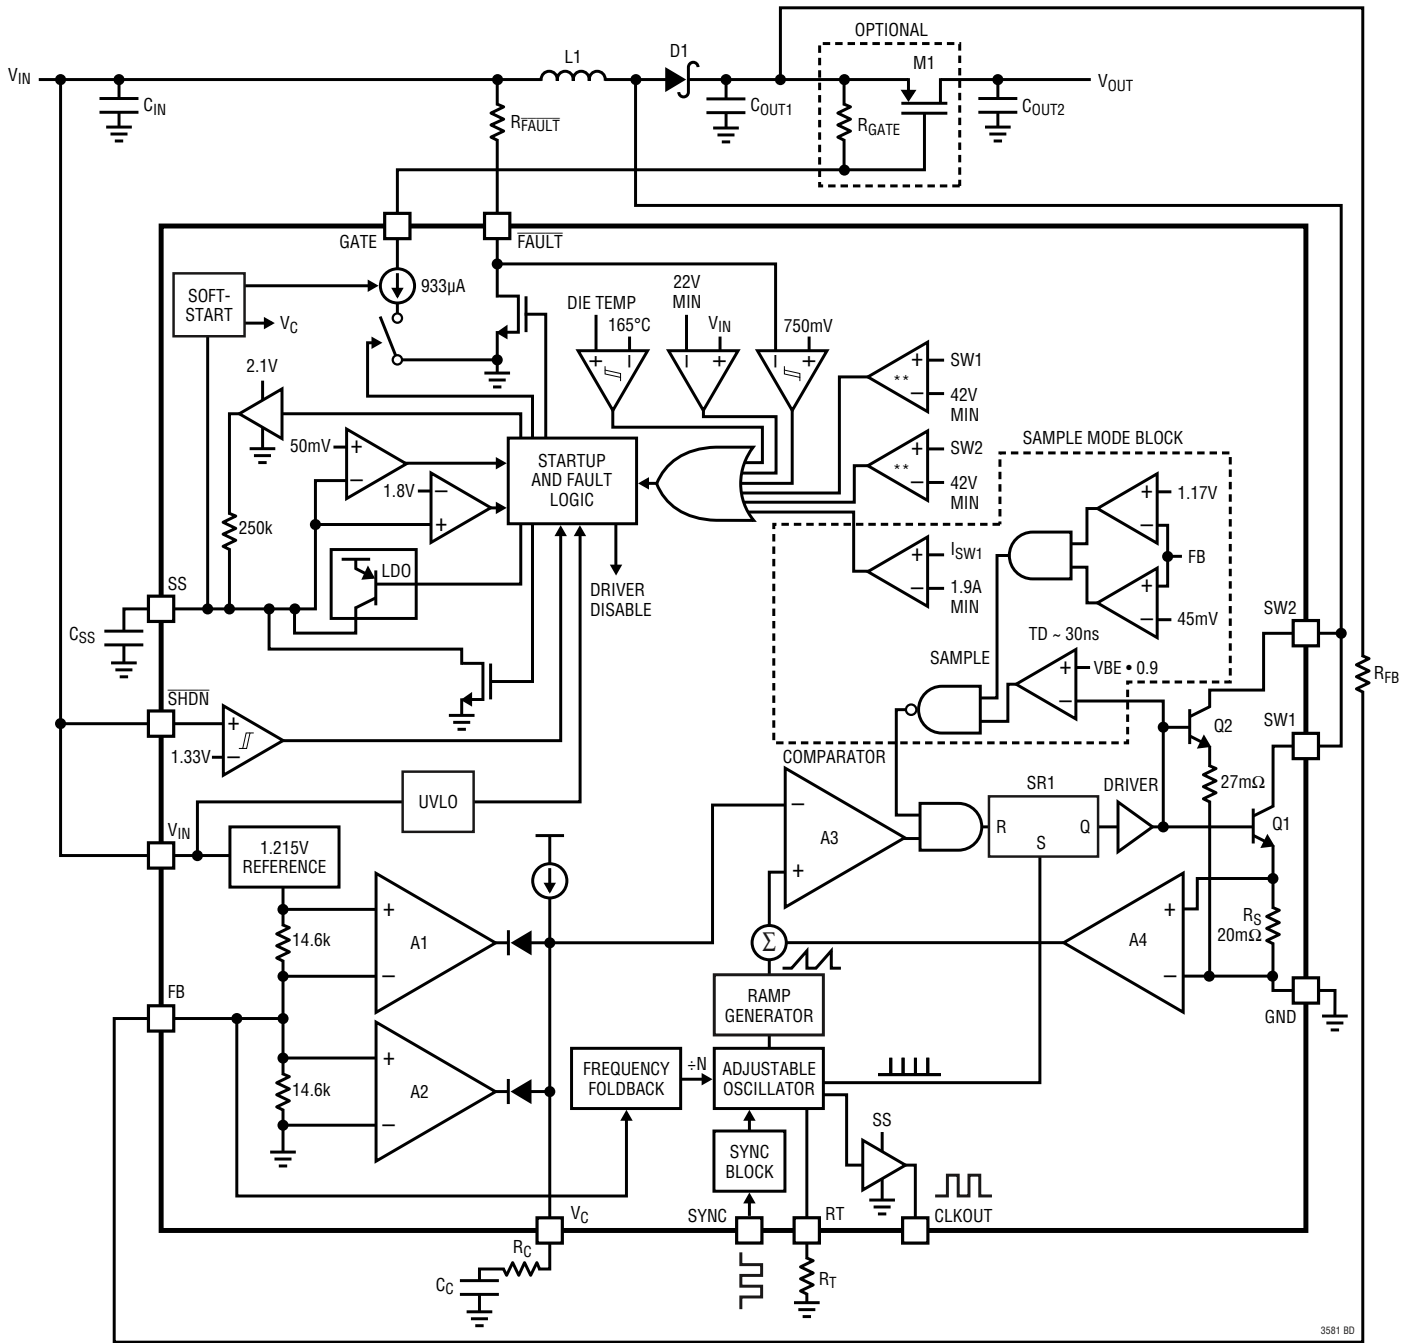 OPTIONAL
L1
D1
M1
VIN
VOUT
CIN
RFAULT
COUT1
RGATE
COUT2
GATE
FAULT
SOFT-
START
933µA
VC
22V
MIN
DIE TEMP
165°C
VIN
750mV
+
−
−
+
−
+
2.1V
+
SW1
**
−
42V
MIN
50mV
+
−
STARTUP
AND FAULT
LOGIC
+
SW2
**
−
42V
MIN
SAMPLE MODE BLOCK
1.8V
−
+
+
1.17V
−
250k
FB
LDO
+
ISW1
−
1.9A
MIN
+
−
45mV
SS
DRIVER
DISABLE
SW2
CSS
TD ~ 30ns
SAMPLE
+
VBE • 0.9
−
RFB
SHDN
+
1.33V
−
Q2
SW1
COMPARATOR
27mΩ
UVLO
SR1
DRIVER
VIN
−
A3
+
R
Q
S
Q1
1.215V
REFERENCE
+
A1
−
14.6k
Σ
A4
+
−
RS
20mΩ
FB
RAMP
GENERATOR
GND
+
A2
−
14.6k
FREQUENCY
FOLDBACK
÷N
ADJUSTABLE
OSCILLATOR
SS
SYNC
BLOCK
VC
SYNC
RT
CLKOUT
RC
CC
RT
3581 BD